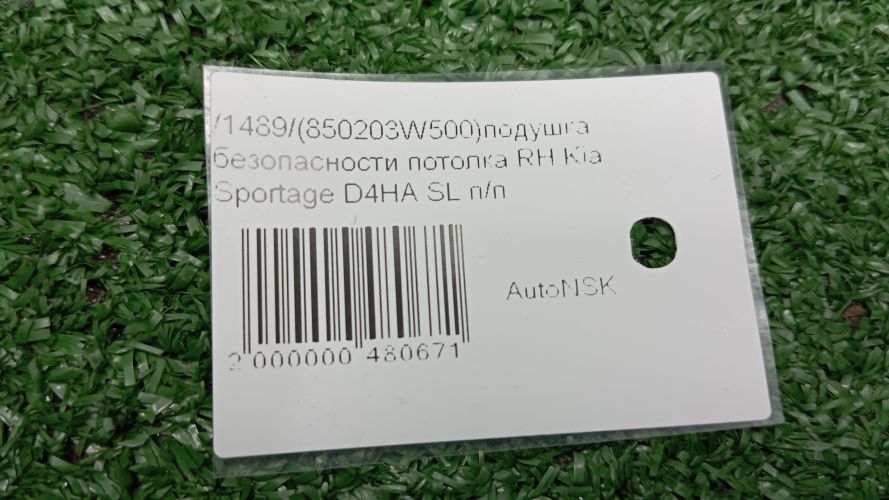 /1489/(850203W500)подушка
безопасности потолка RH Kia
Sportage D4HA SL п/п
AutoNSK
2 000000 480671